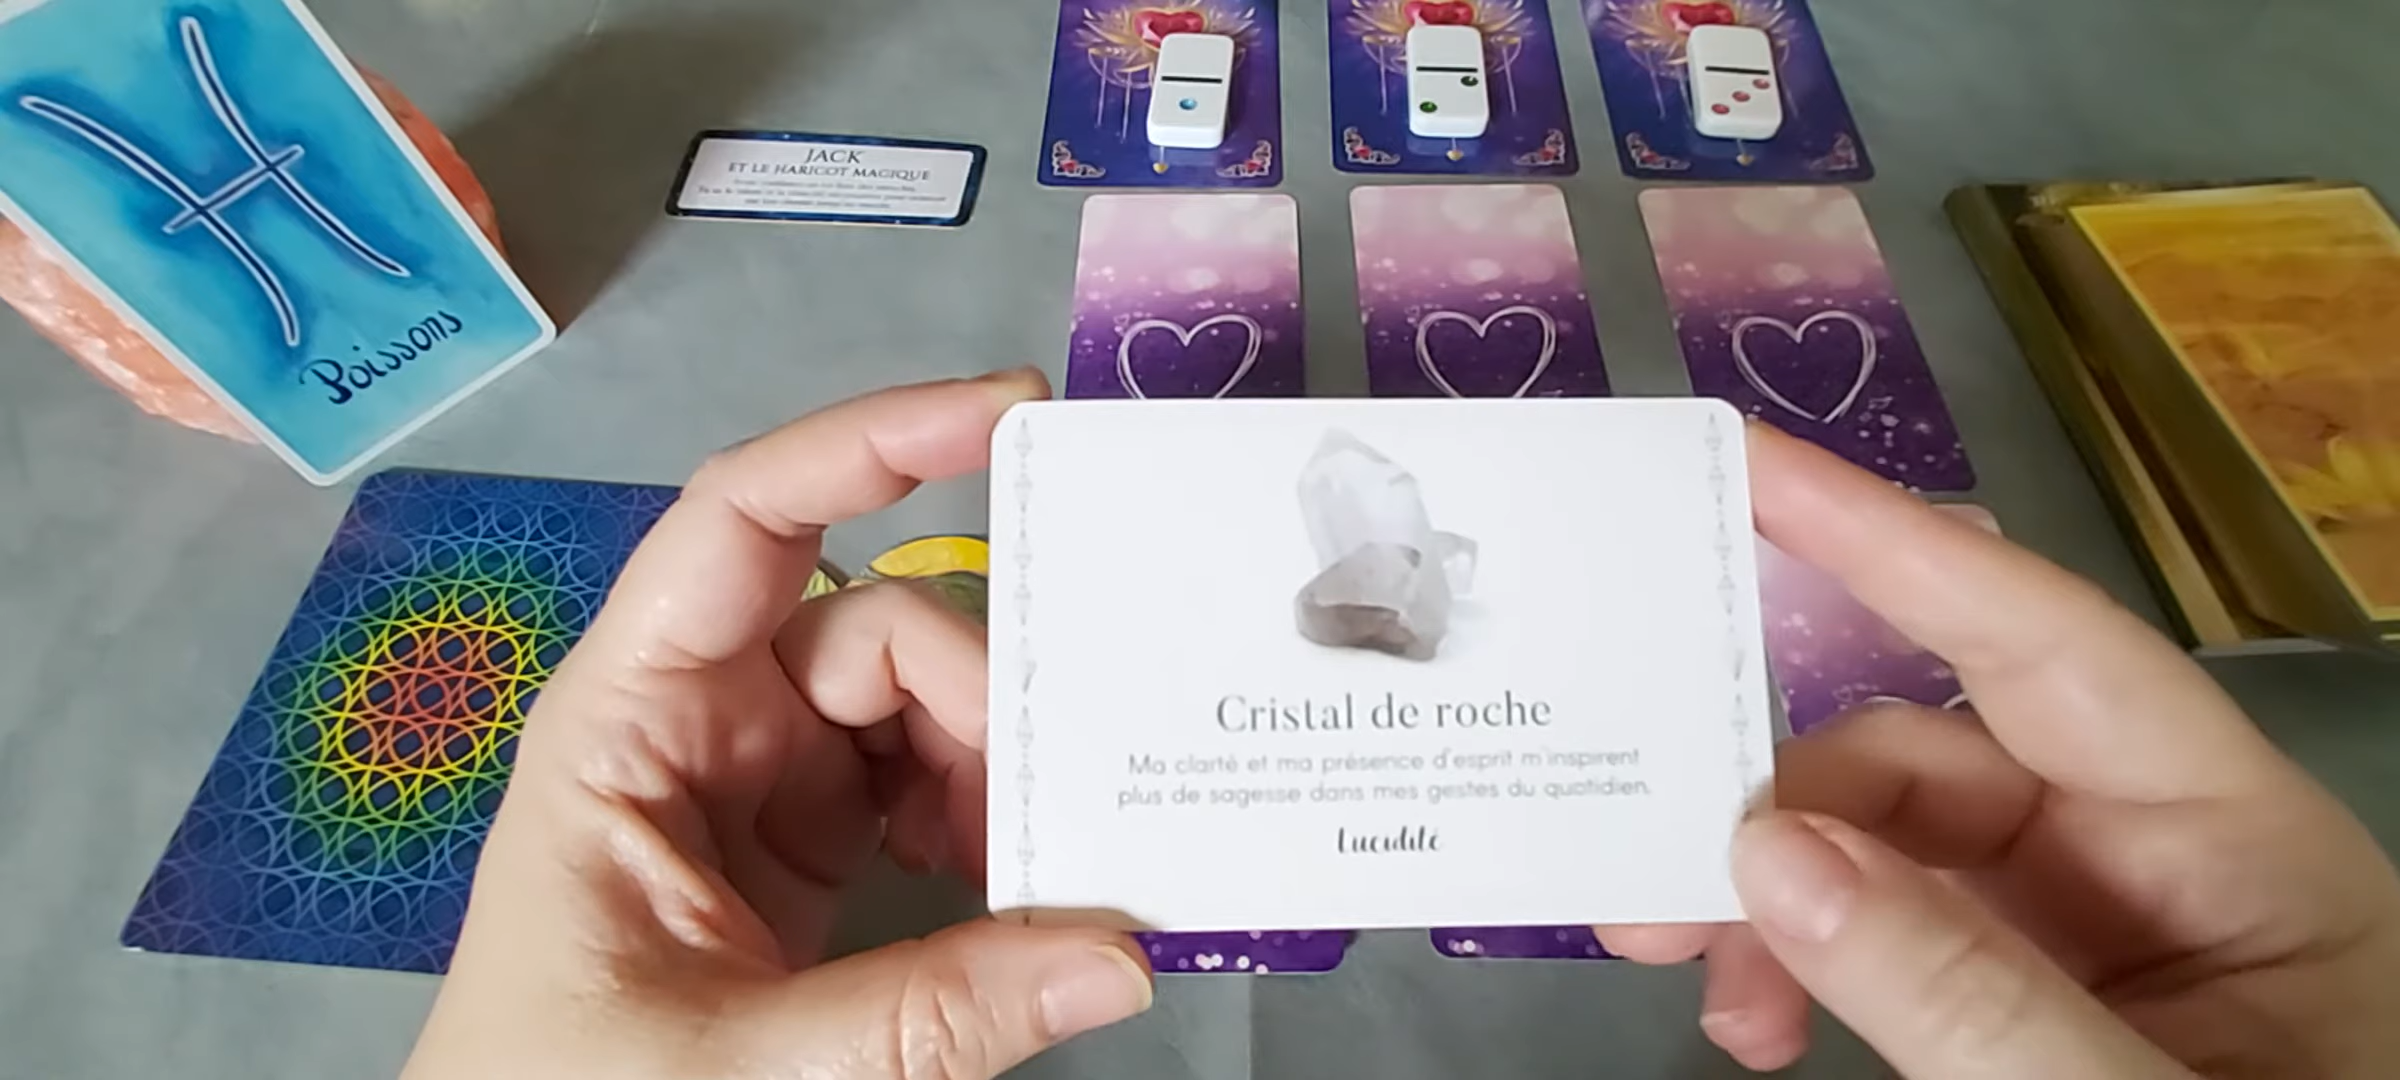 Poissons
JACK
ET LE HARICOT MAGIQUE
Cristal de roche
Ma clarté et ma présence d'esprit m'inspirent
plus de sagesse dans mes gestes du quotidien.
Lucidité